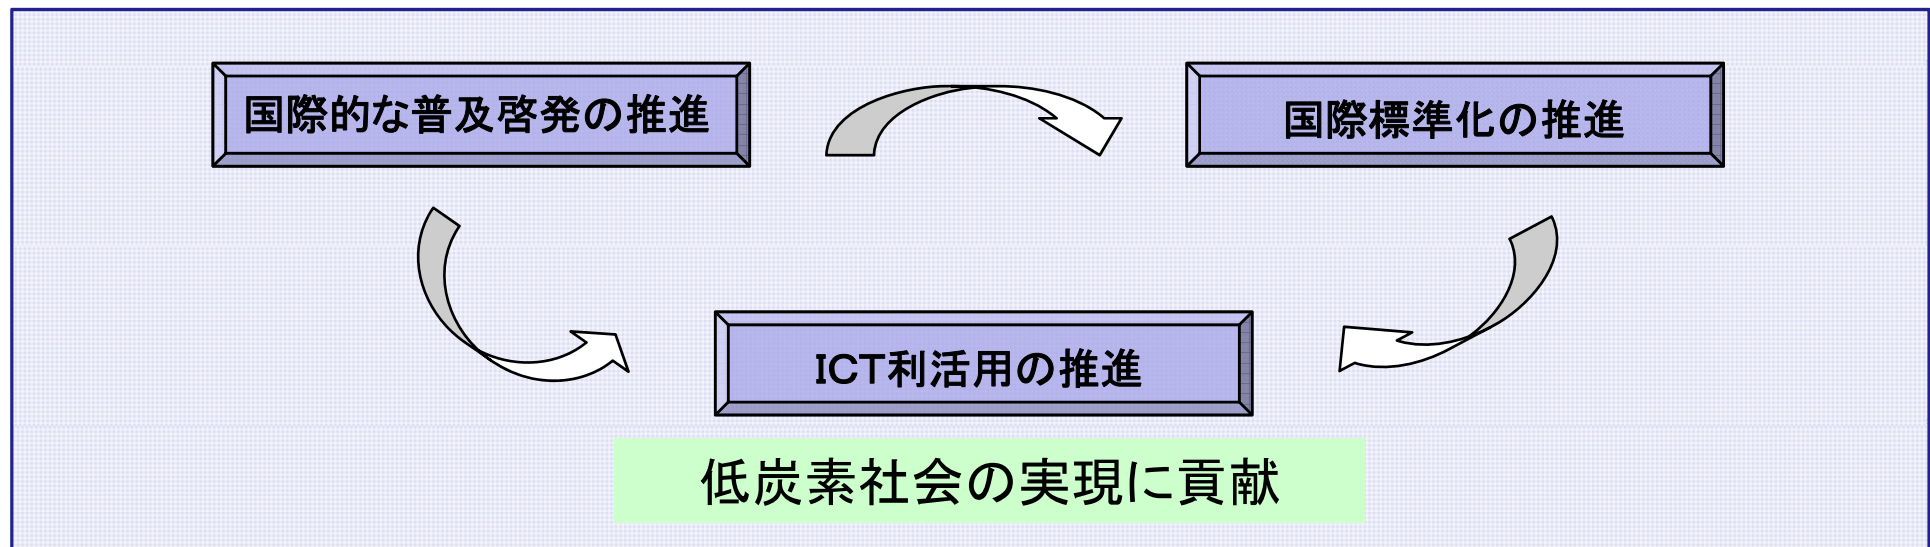 国際的な普及啓発の推進
国際標準化の推進
ICT利活用の推進
低炭素社会の実現に貢献